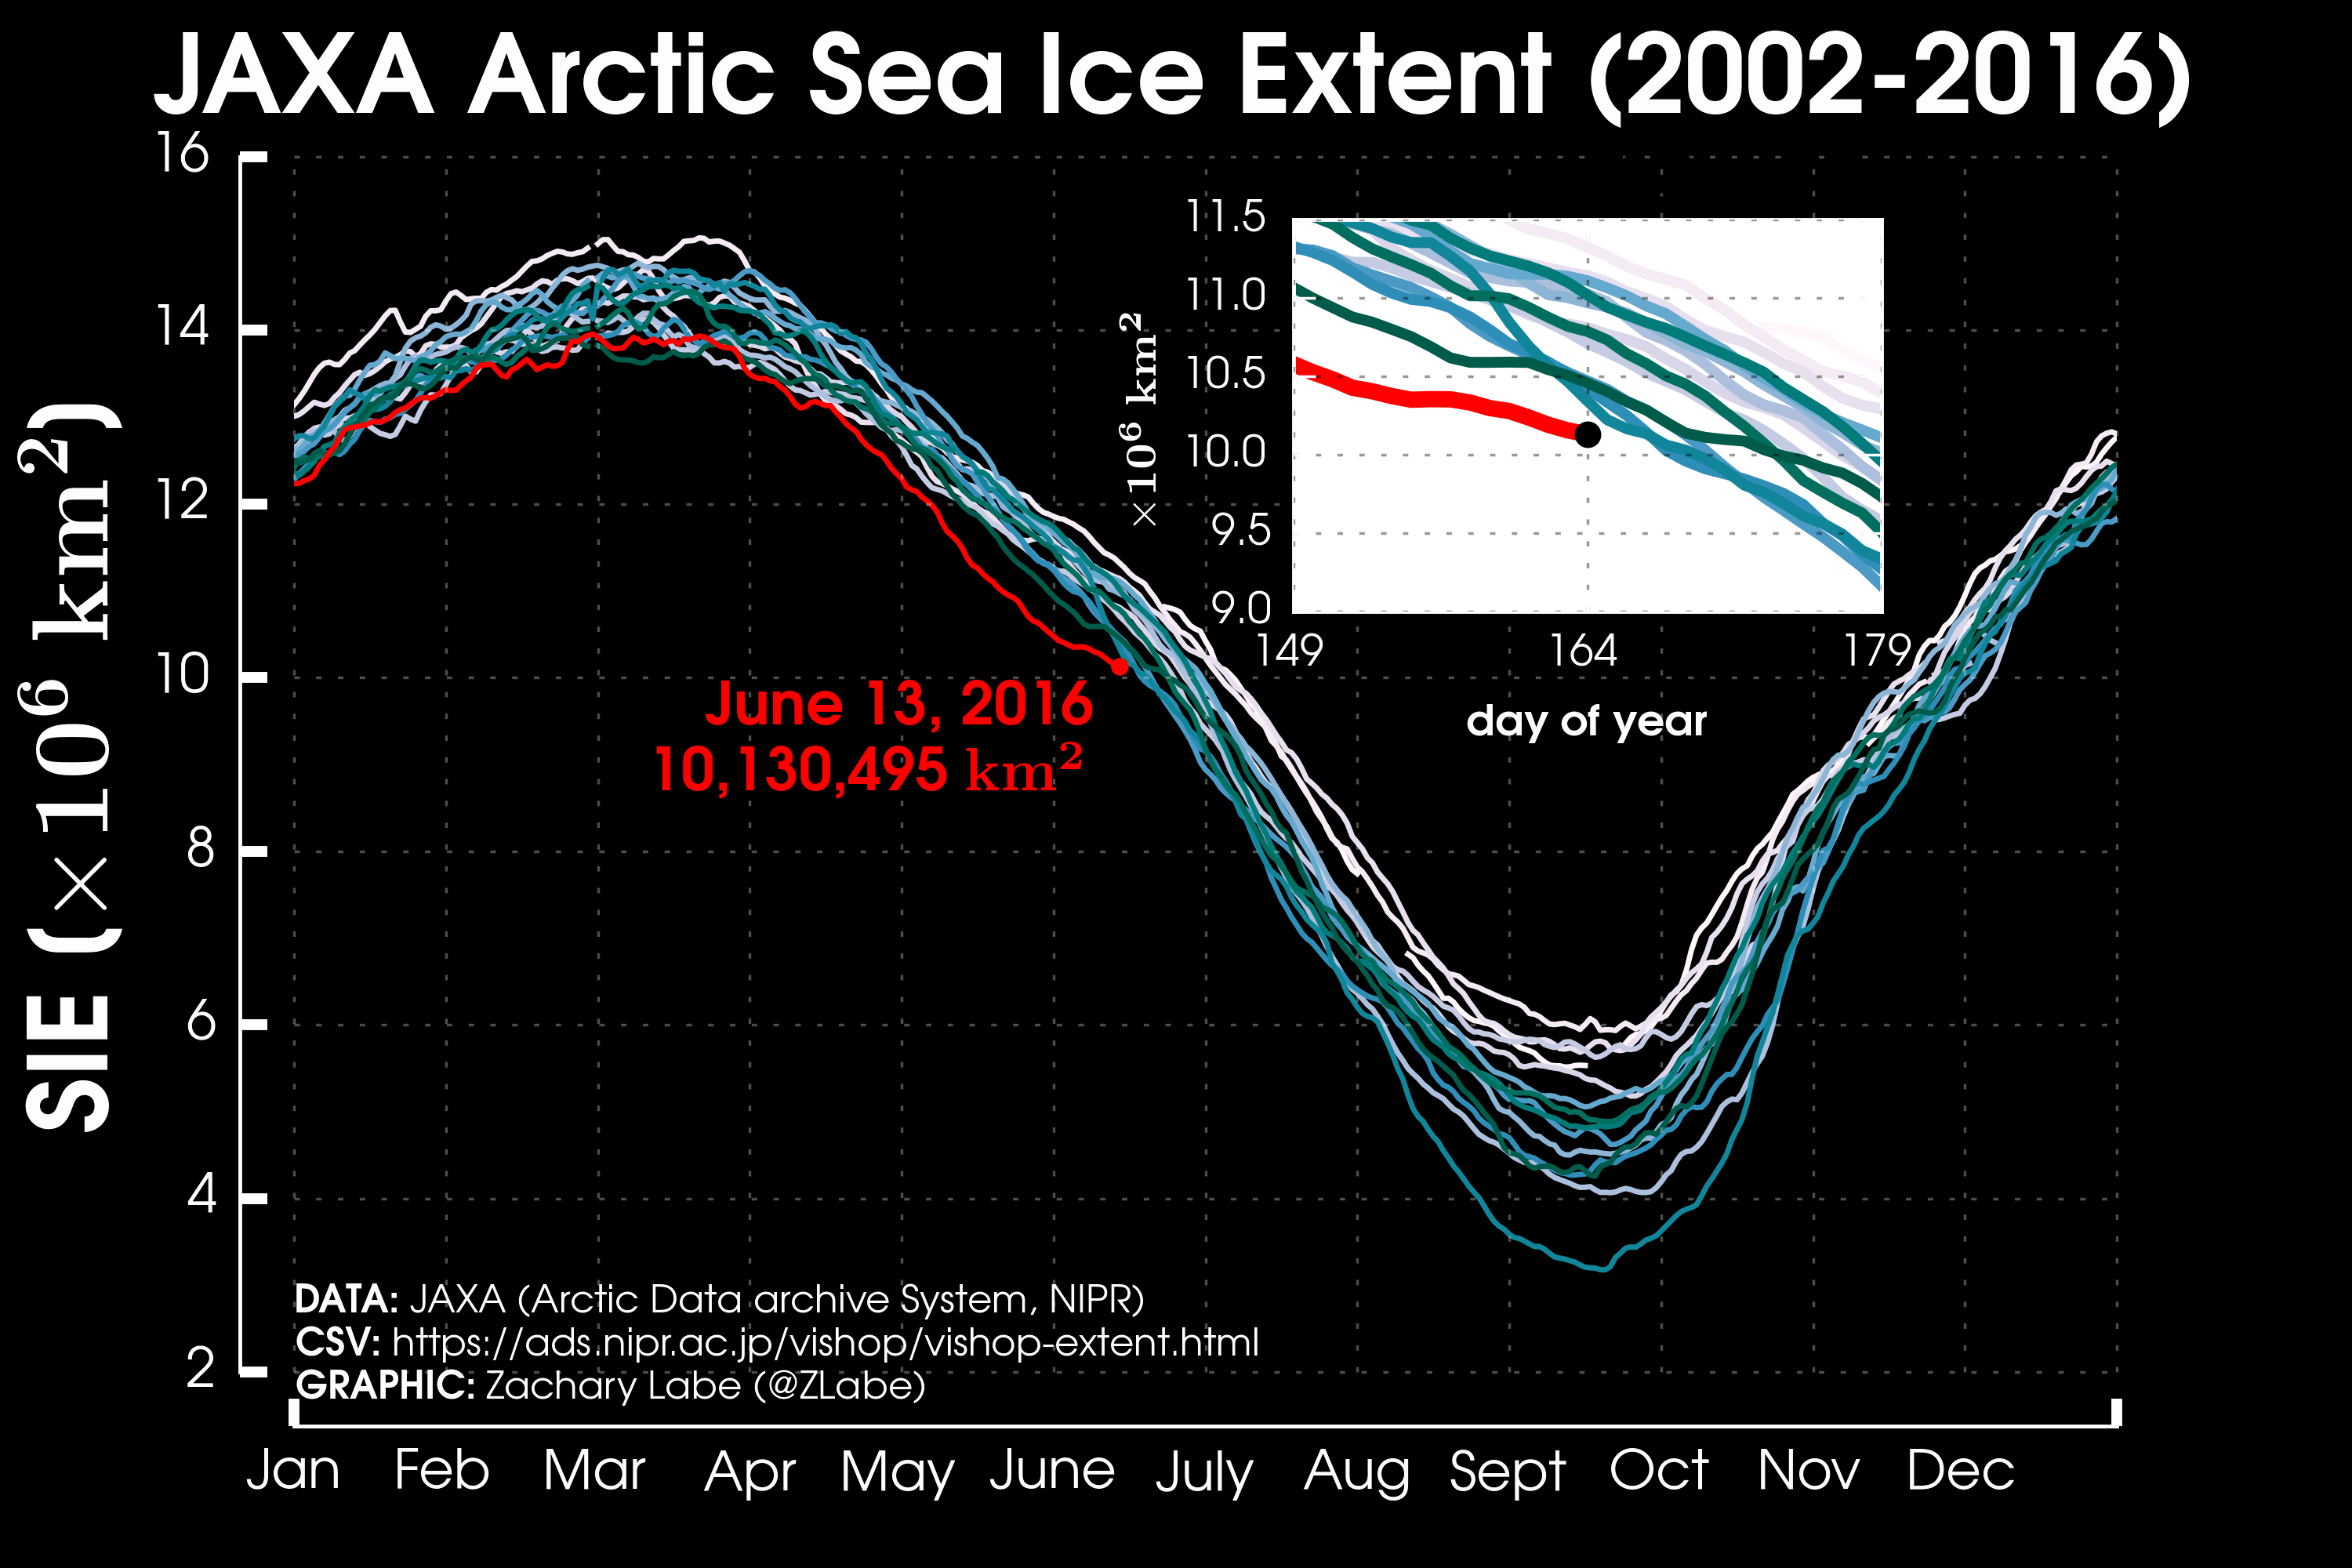 JAXA Arctic Sea Ice Extent (2002-2016)
SIE (×10⁶ km²)
16
14
12
10
8
6
4
2
×10⁶ km²
11.5
11.0
10.5
10.0
9.5
9.0
149 164 179
day of year
June 13, 2016
10,130,495 km²
DATA: JAXA (Arctic Data archive System, NIPR)
CSV: https://ads.nipr.ac.jp/vishop/vishop-extent.html
GRAPHIC: Zachary Labe (@ZLabe)
Jan Feb Mar Apr May June July Aug Sept Oct Nov Dec